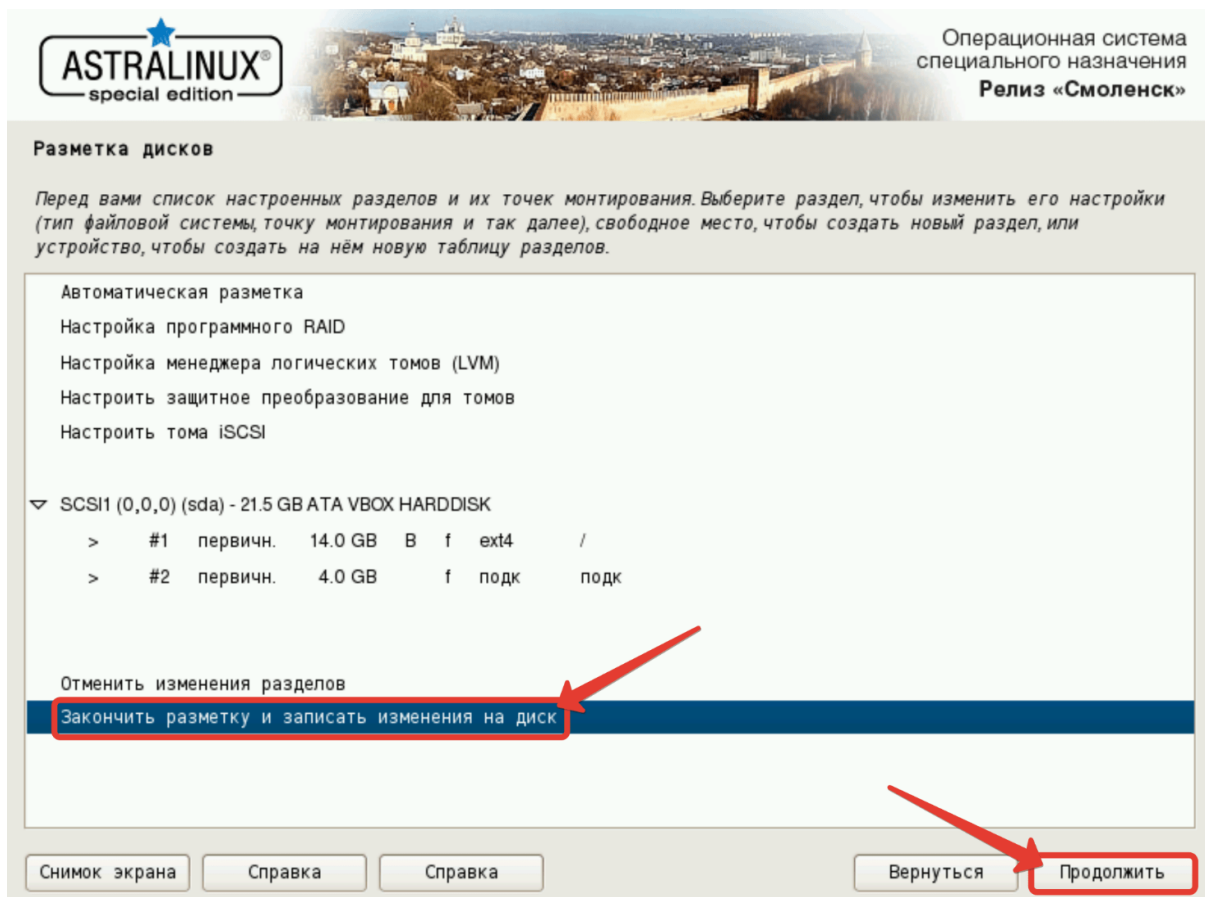 ASTRALINUX®
special edition
Операционная система
специального назначения
Релиз «Смоленск»
Разметка дисков
Перед вами список настроенных разделов и их точек монтирования. Выберите раздел, чтобы изменить его настройки
(тип файловой системы, точку монтирования и так далее), свободное место, чтобы создать новый раздел, или
устройство, чтобы создать на нём новую таблицу разделов.
Автоматическая разметка
Настройка программного RAID
Настройка менеджера логических томов (LVM)
Настроить защитное преобразование для томов
Настроить тома iSCSI
SCSI1 (0,0,0) (sda) - 21.5 GB ATA VBOX HARDDISK
> #1 первичн. 14.0 GB B f ext4 /
> #2 первичн. 4.0 GB f подк подк
Отменить изменения разделов
Закончить разметку и записать изменения на диск
Снимок экрана Справка Справка Вернуться Продолжить